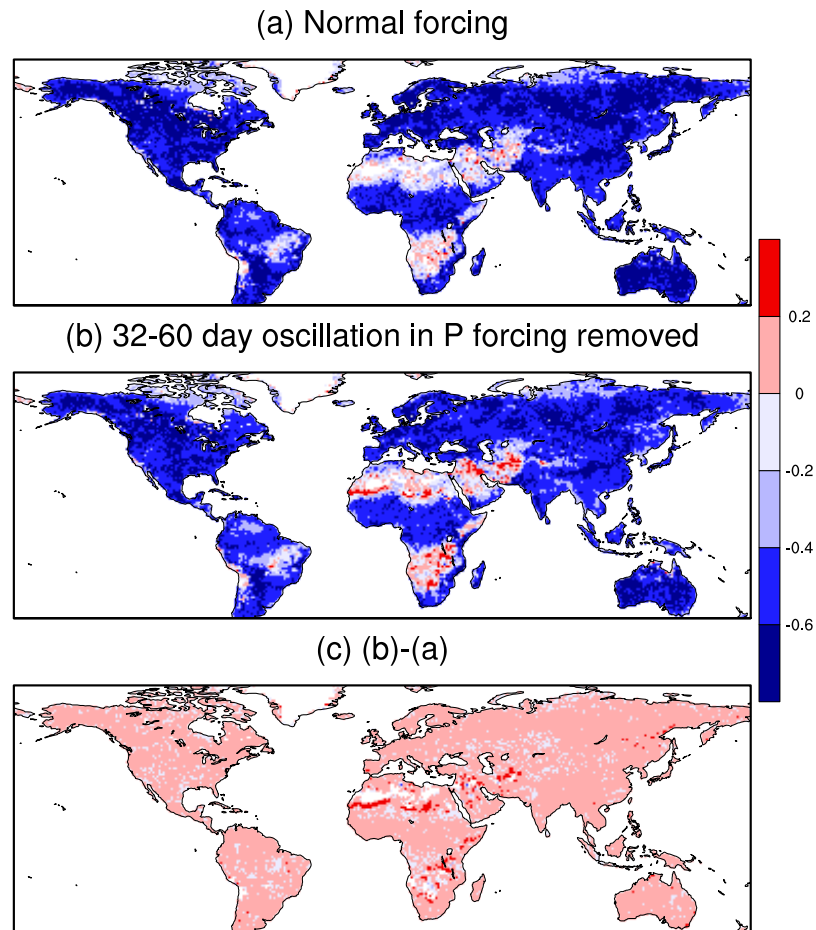 (a) Normal forcing
(b) 32-60 day oscillation in P forcing removed
(c) (b)-(a)
0.2
0
-0.2
-0.4
-0.6